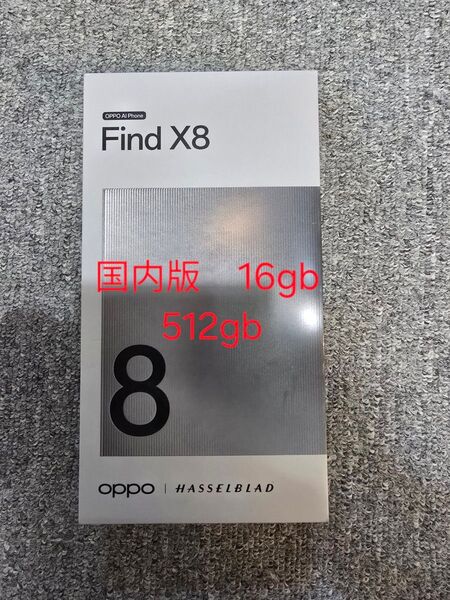 OPPO AI Phone
Find X8
国内版 16gb
512gb
8
oppo | HASSELBLAD